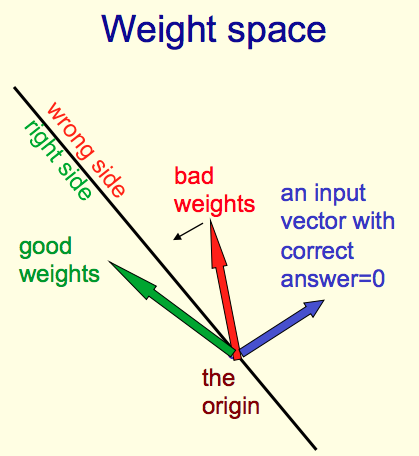 Weight space
wrong side
right side
bad
weights
an input
vector with
correct
answer=0
good
weights
the
origin